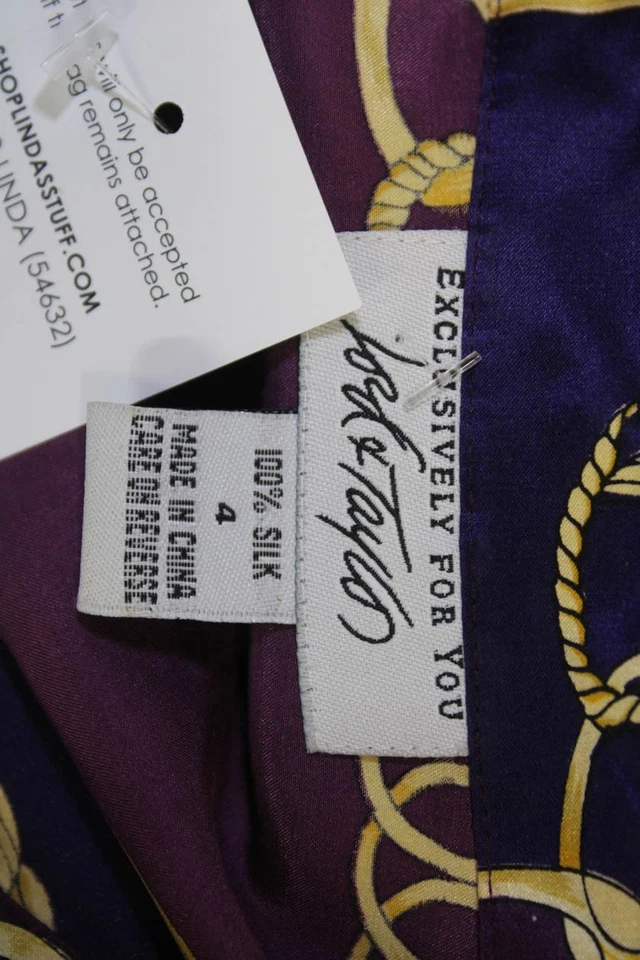 will only be accepted
ag remains attached.
SHOPLINDASSTUFF.COM
LINDA (54632)
EXCLUSIVELY FOR YOU
Lord & Taylor
100% SILK
4
MADE IN CHINA
CARE ON REVERSE